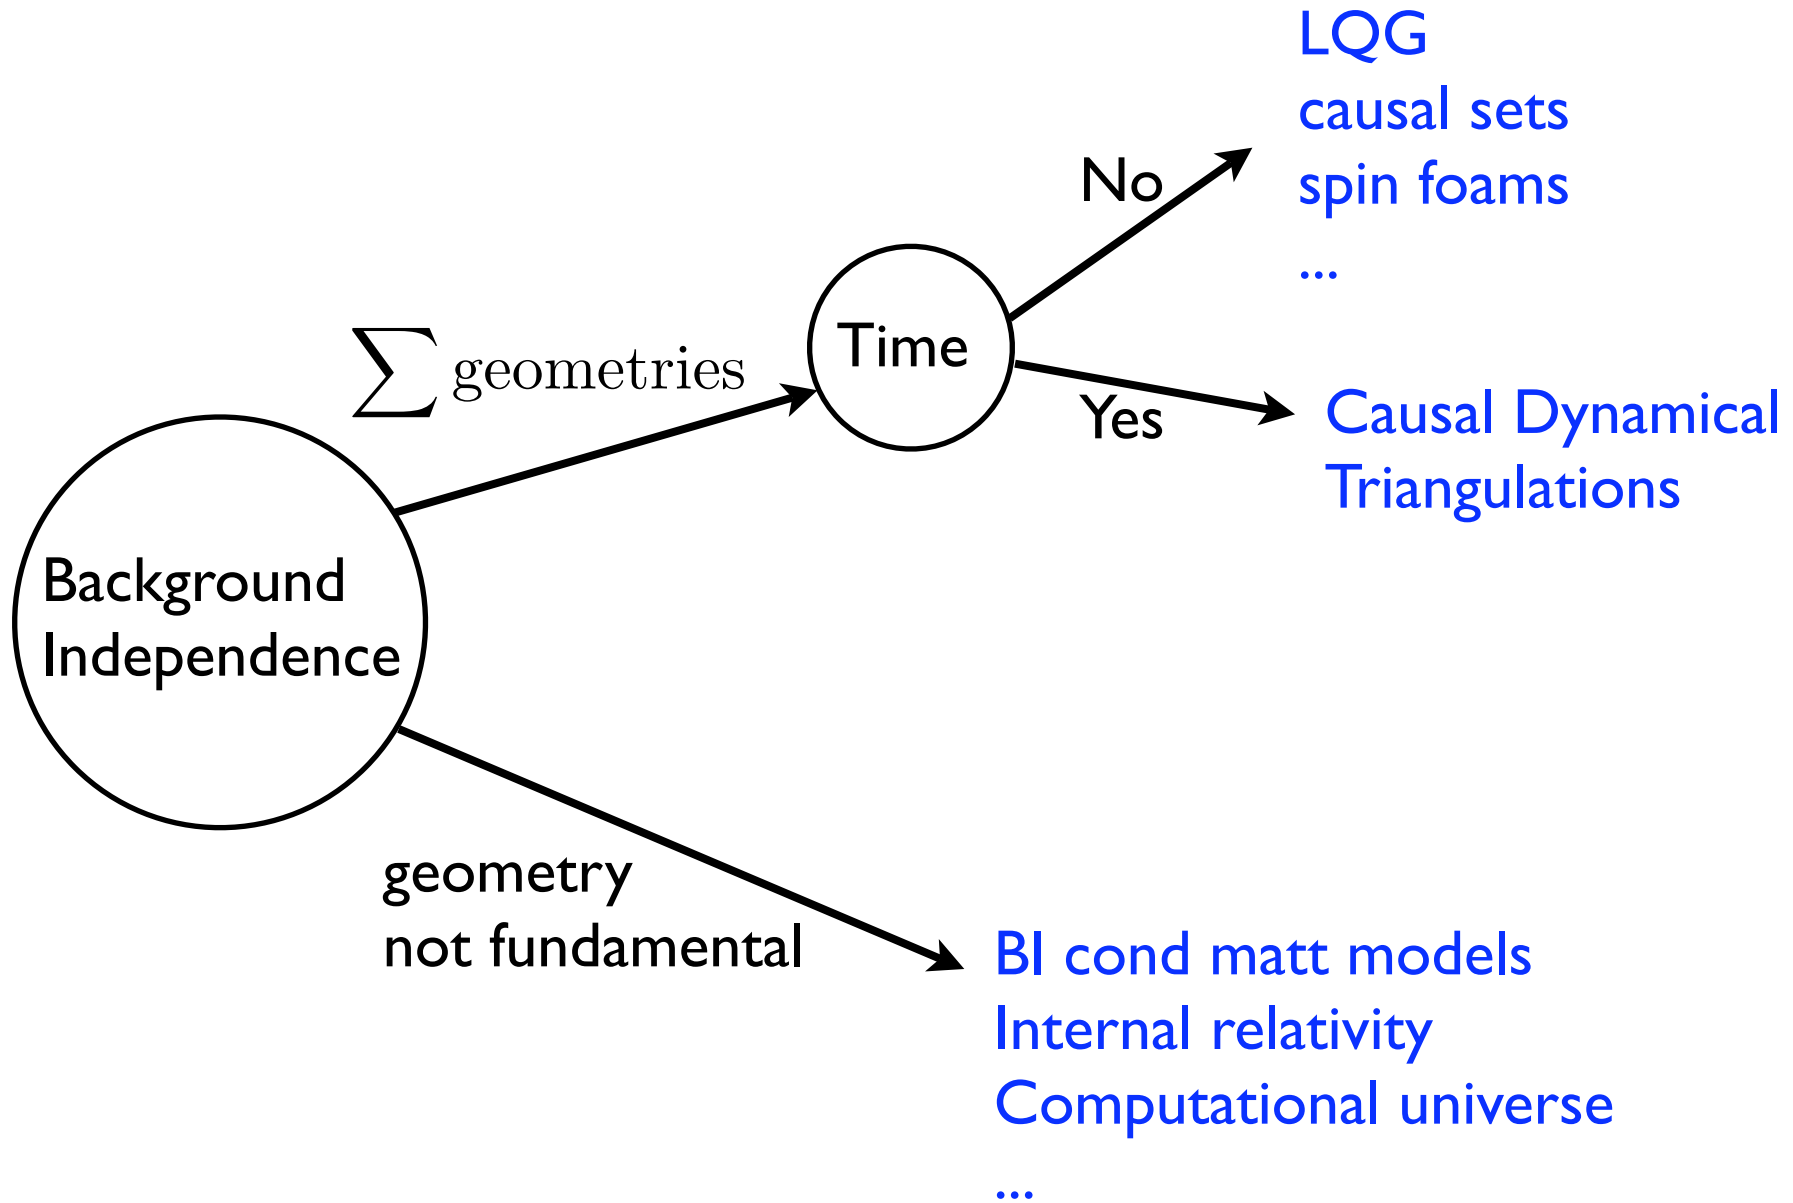 LQG
causal sets
spin foams
...
No
∑ geometries
Time
Yes
Causal Dynamical
Triangulations
Background
Independence
geometry
not fundamental
BI cond matt models
Internal relativity
Computational universe
...